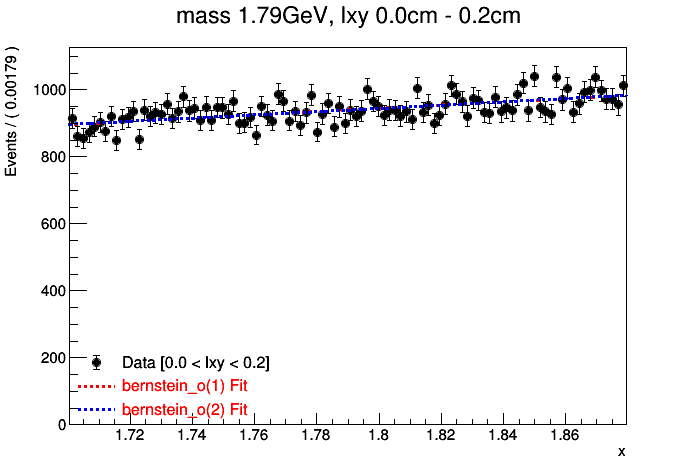 mass 1.79GeV, lxy 0.0cm - 0.2cm
Events / ( 0.00179 )
1000
800
600
400
200
0
Data [0.0 < lxy < 0.2]
bernstein_o(1) Fit
bernstein_o(2) Fit
1.72 1.74 1.76 1.78 1.8 1.82 1.84 1.86
x